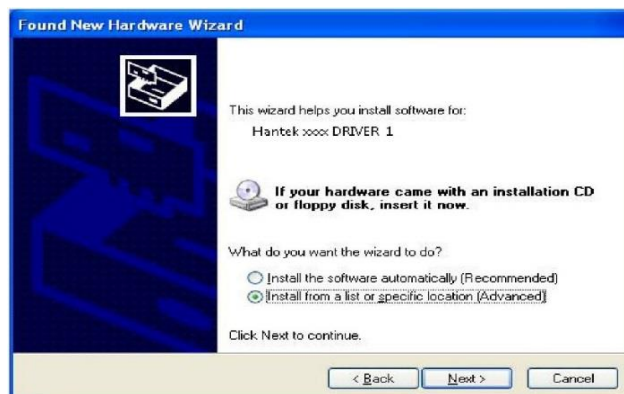 Found New Hardware Wizard
This wizard helps you install software for:
Hantek xxxx DRIVER 1
If your hardware came with an installation CD
or floppy disk, insert it now.
What do you want the wizard to do?
Install the software automatically (Recommended)
Install from a list or specific location (Advanced)
Click Next to continue.
< Back
Next >
Cancel